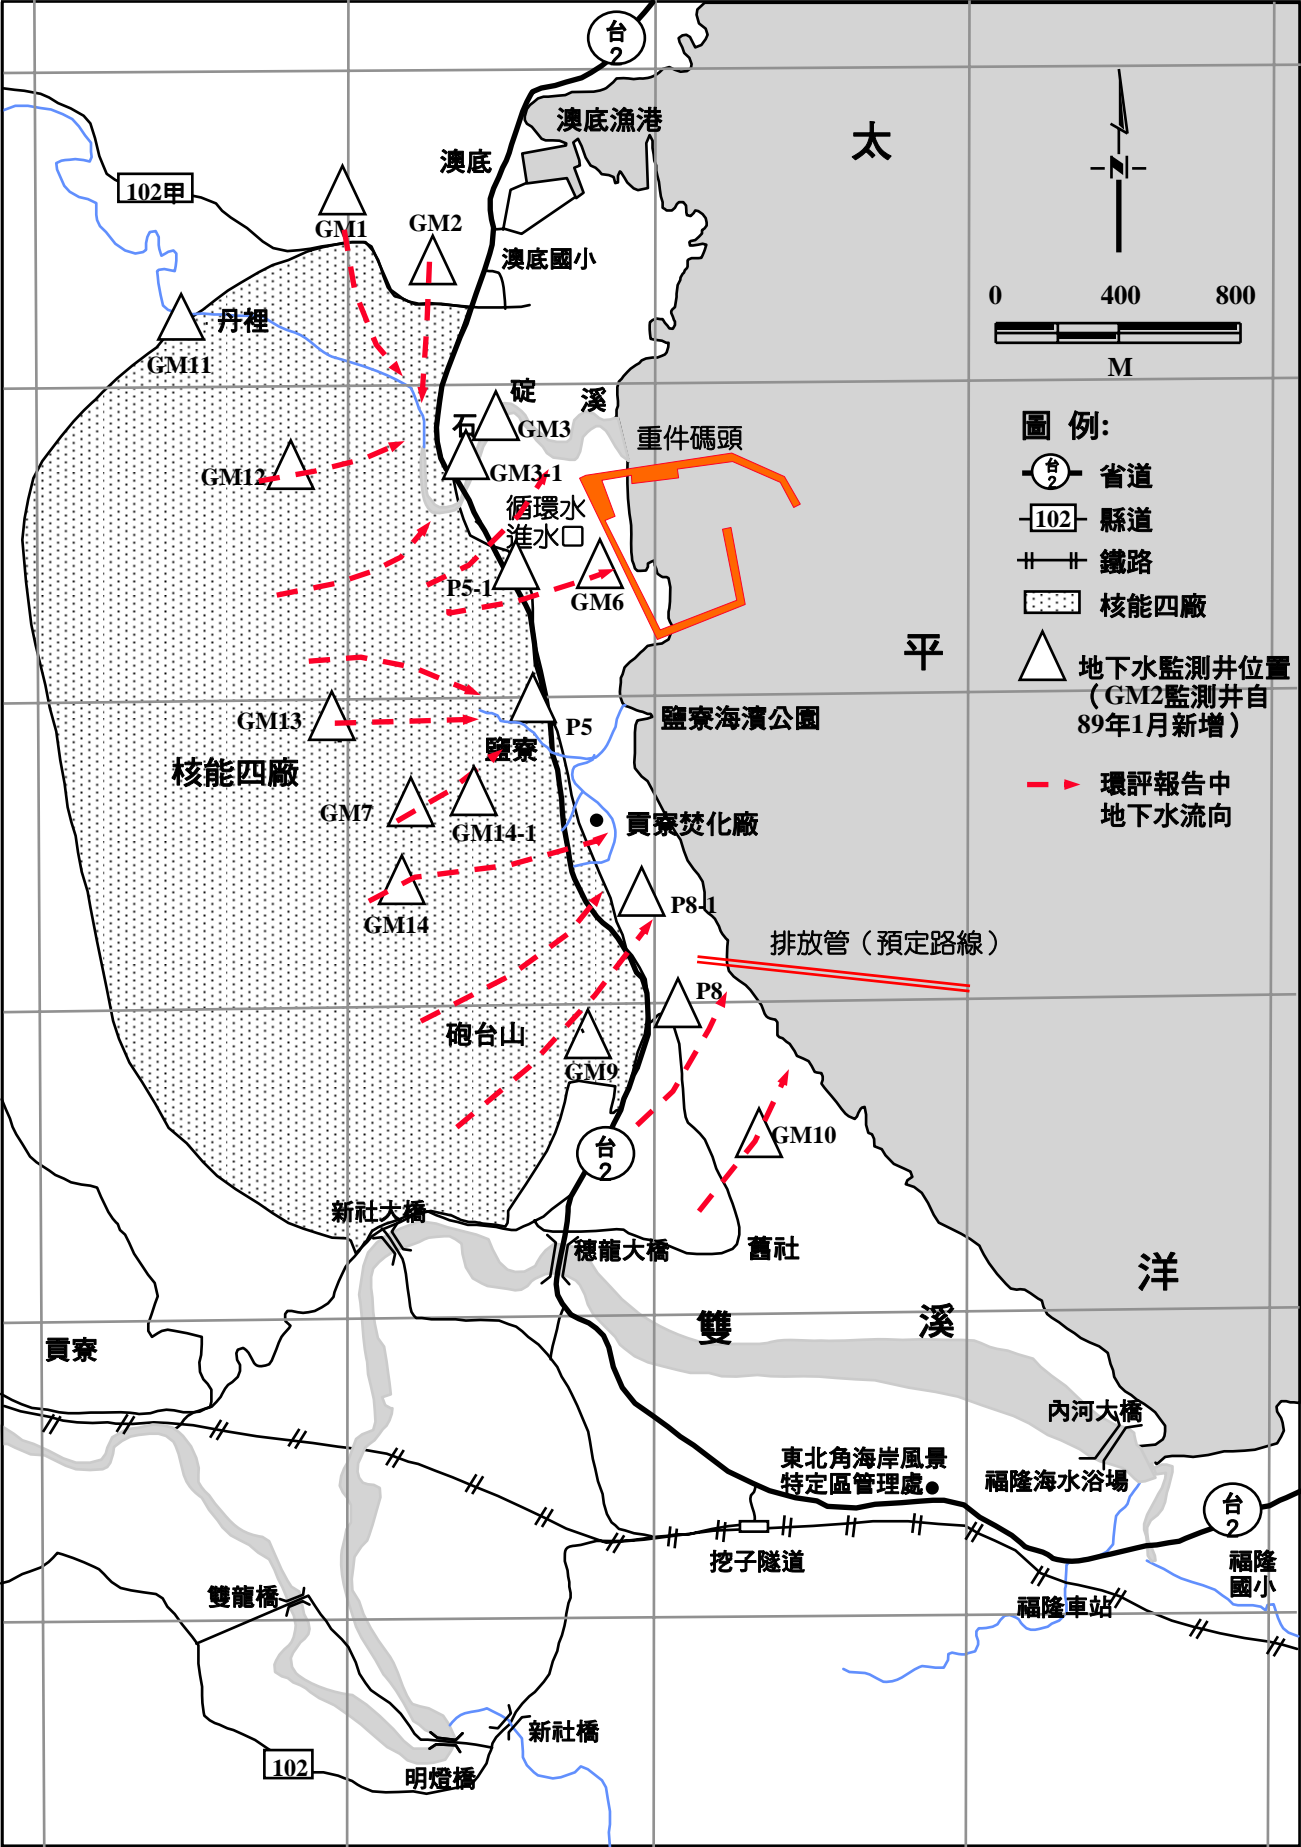 台
2
澳底漁港
太
澳底
102甲
GM1
GM2
N
澳底國小
0 400 800
M
丹裡
GM11
碇 溪
石
GM3
重件碼頭
圖 例:
台
2
省道
GM12
GM3-1
循環水
進水口
102
縣道
鐵路
P5-1
GM6
核能四廠
平
地下水監測井位置
（GM2監測井自
89年1月新增）
GM13
P5
鹽寮海濱公園
鹽寮
核能四廠
環評報告中
地下水流向
GM7
GM14-1
貢寮焚化廠
GM14
P8-1
排放管（預定路線）
P8
砲台山
GM9
台
2
GM10
新社大橋
穗龍大橋
舊社
洋
雙 溪
貢寮
內河大橋
東北角海岸風景
特定區管理處
福隆海水浴場
台
2
挖子隧道
福隆
國小
雙龍橋
福隆車站
新社橋
102
明燈橋